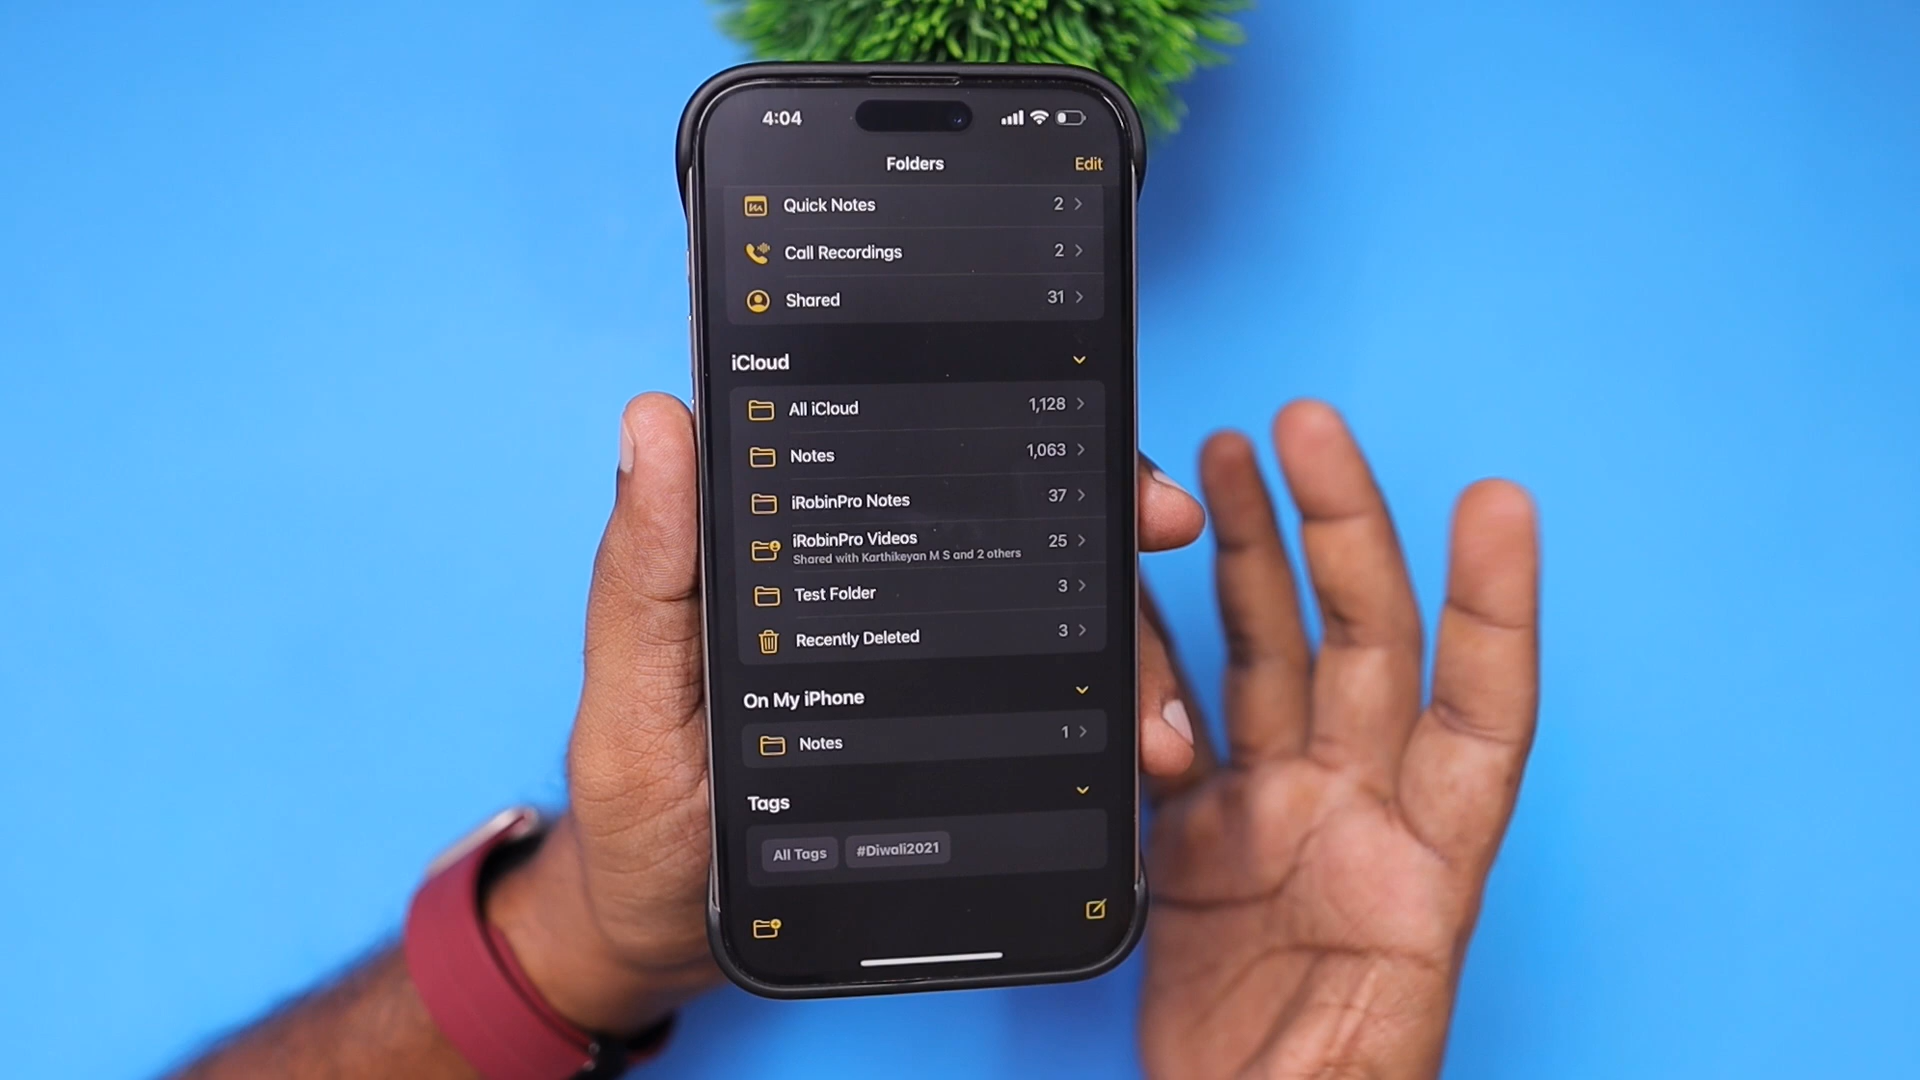 4:04
Folders Edit
Quick Notes 2
Call Recordings 2
Shared 31
iCloud
All iCloud 1,128
Notes 1,063
iRobinPro Notes 37
iRobinPro Videos 25
Shared with Karthikeyan M S and 2 others
Test Folder 3
Recently Deleted 3
On My iPhone
Notes 1
Tags
All Tags #Diwali2021